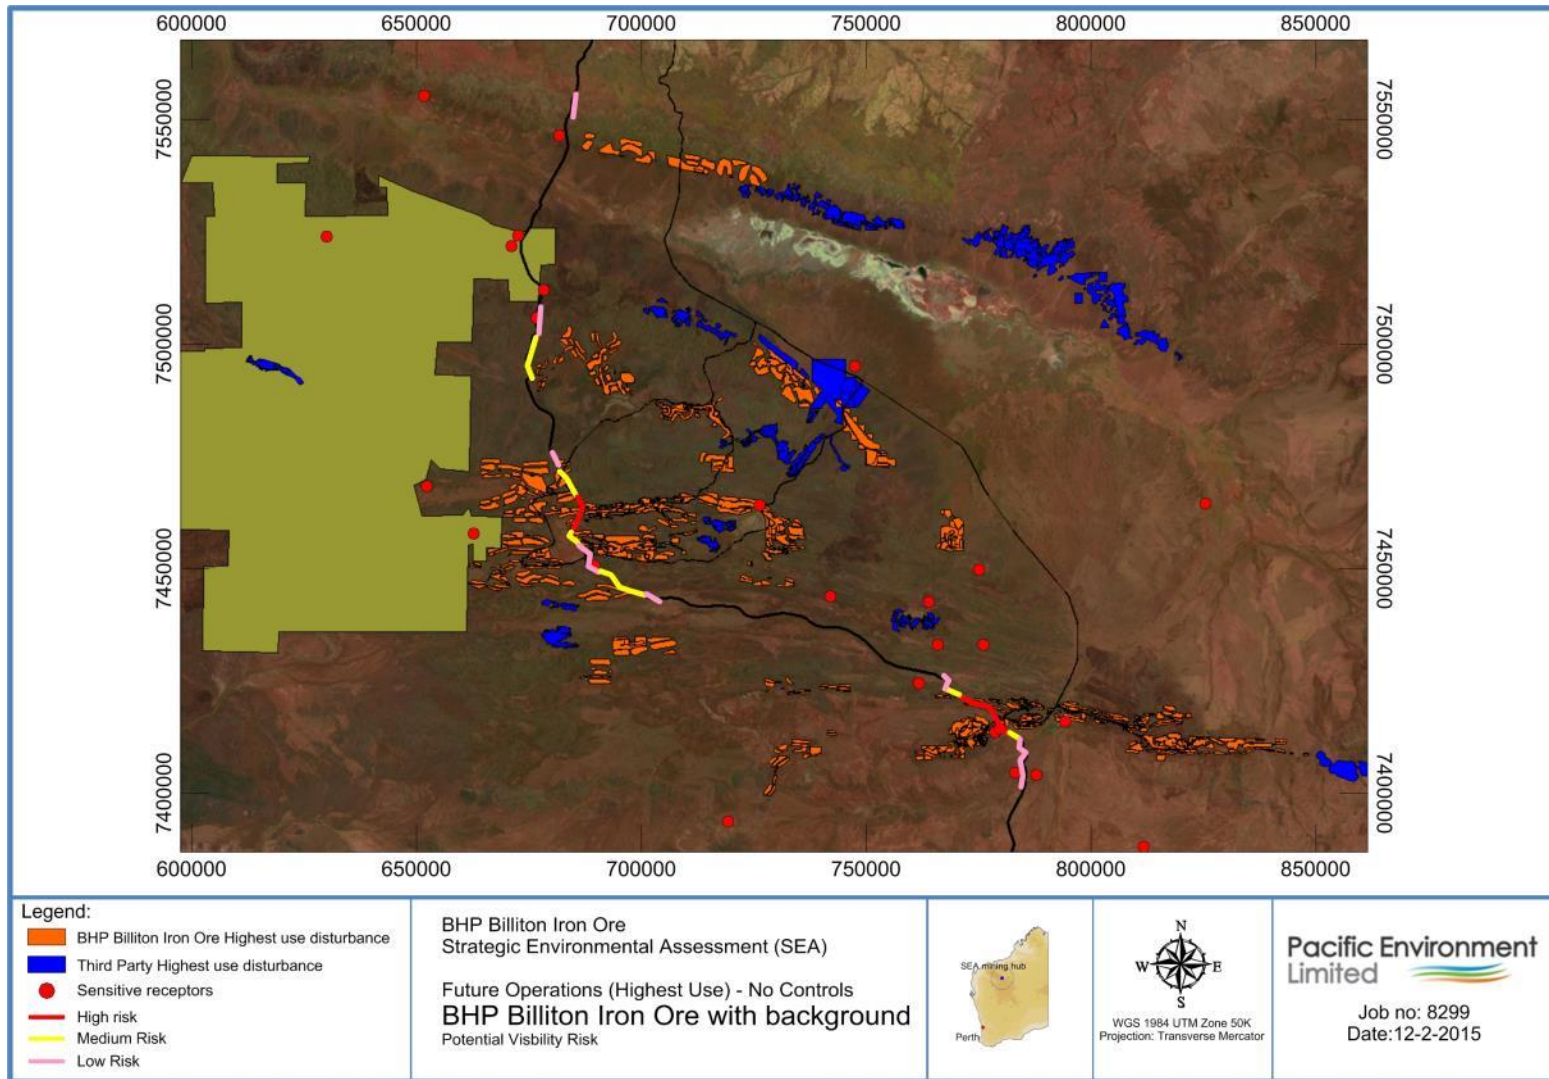 600000 650000 700000 750000 800000 850000
7550000
7500000
7450000
7400000
7550000
7500000
7450000
7400000
600000 650000 700000 750000 800000 850000
Legend:
BHP Billiton Iron Ore Highest use disturbance
Third Party Highest use disturbance
Sensitive receptors
High risk
Medium Risk
Low Risk
BHP Billiton Iron Ore
Strategic Environmental Assessment (SEA)
Future Operations (Highest Use) - No Controls
BHP Billiton Iron Ore with background
Potential Visbility Risk
SEA mining hub
Perth
N
W E
S
WGS 1984 UTM Zone 50K
Projection: Transverse Mercator
Pacific Environment
Limited
Job no: 8299
Date:12-2-2015